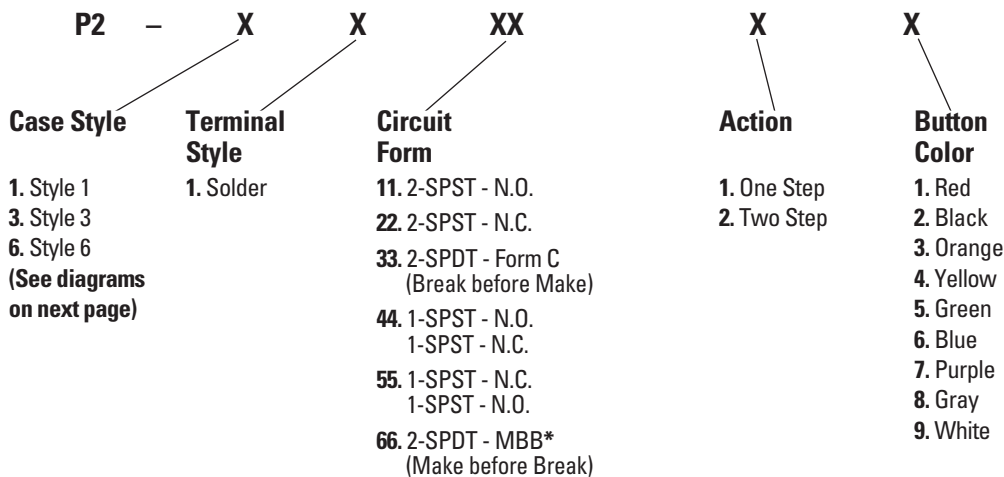 P2 – X X XX X X
Case Style
1. Style 1
3. Style 3
6. Style 6
(See diagrams
on next page)
Terminal
Style
1. Solder
Circuit
Form
11. 2-SPST - N.O.
22. 2-SPST - N.C.
33. 2-SPDT - Form C
(Break before Make)
44. 1-SPST - N.O.
1-SPST - N.C.
55. 1-SPST - N.C.
1-SPST - N.O.
66. 2-SPDT - MBB*
(Make before Break)
Action
1. One Step
2. Two Step
Button
Color
1. Red
2. Black
3. Orange
4. Yellow
5. Green
6. Blue
7. Purple
8. Gray
9. White